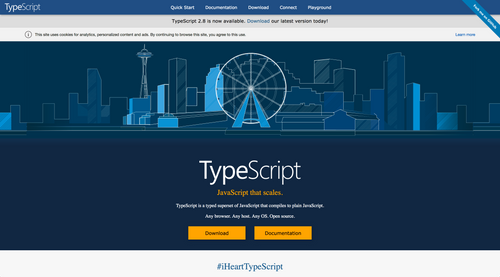 TypeScript
Quick Start Documentation Download Connect Playground
Fork me on GitHub
TypeScript 2.8 is now available. Download our latest version today!
This site uses cookies for analytics, personalized content and ads. By continuing to browse this site, you agree to this use.
Learn more
TypeScript
JavaScript that scales.
TypeScript is a typed superset of JavaScript that compiles to plain JavaScript.
Any browser. Any host. Any OS. Open source.
Download Documentation
#iHeartTypeScript